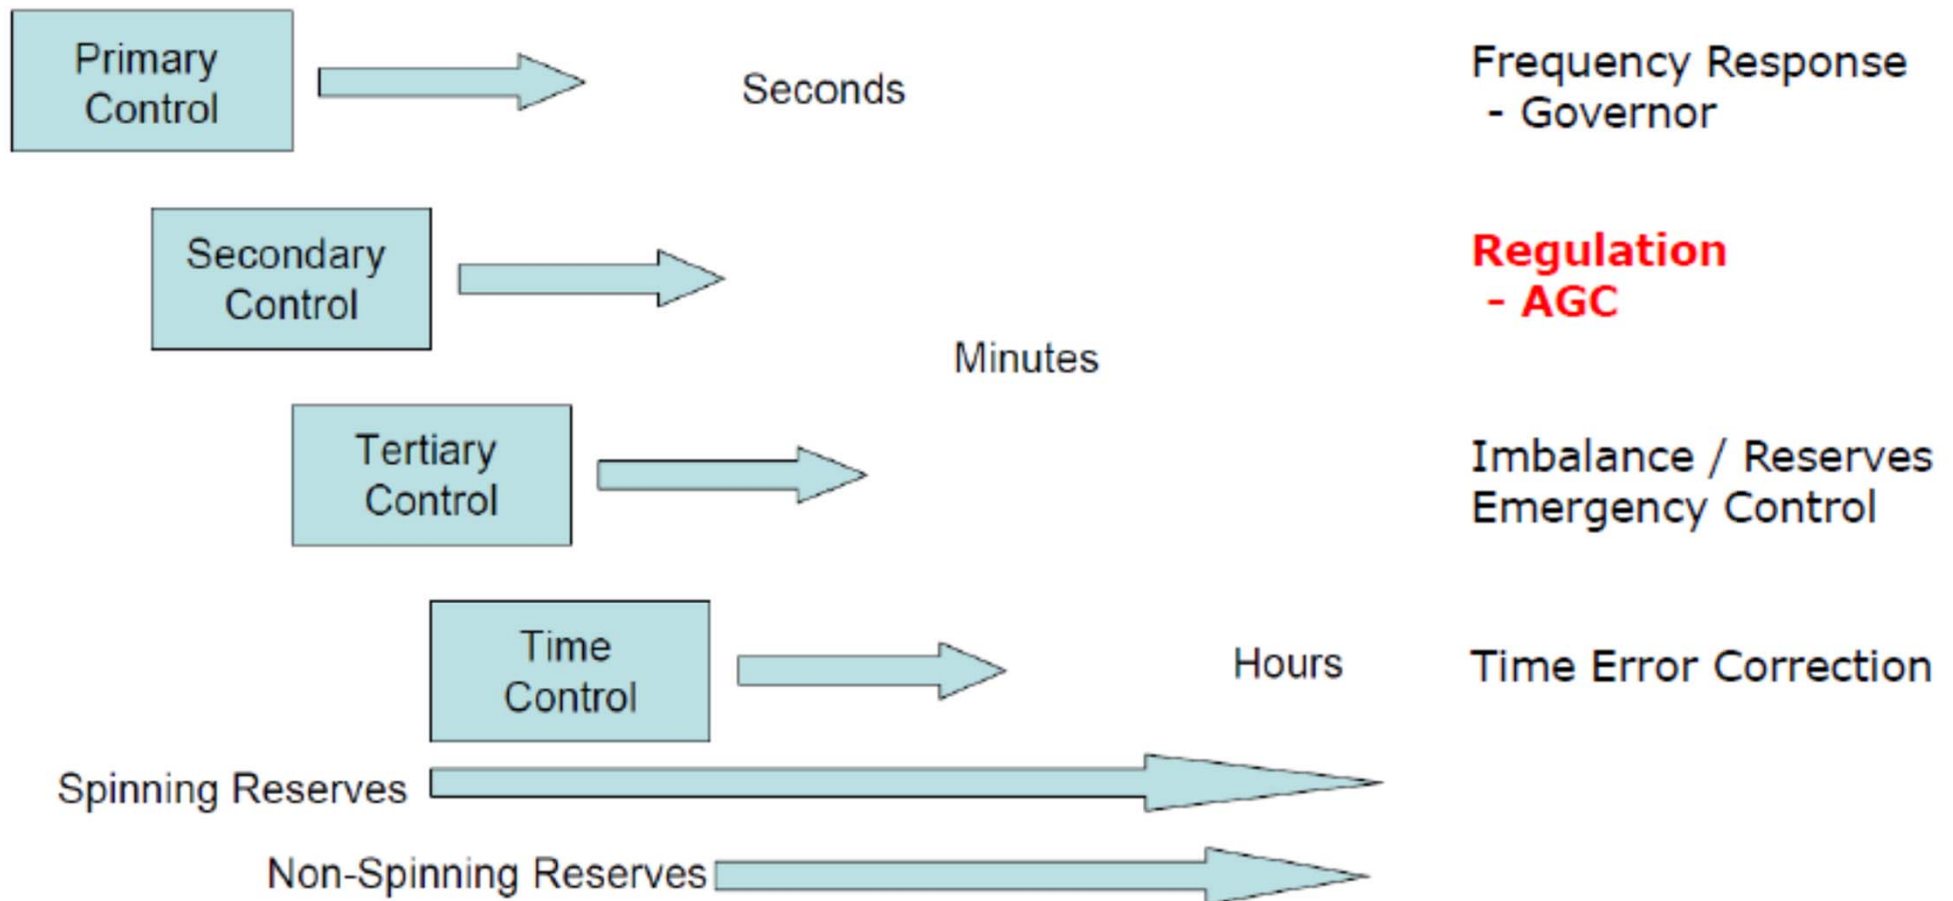 Primary
Control
Seconds
Frequency Response
- Governor
Secondary
Control
Regulation
- AGC
Minutes
Tertiary
Control
Imbalance / Reserves
Emergency Control
Time
Control
Hours
Time Error Correction
Spinning Reserves
Non-Spinning Reserves